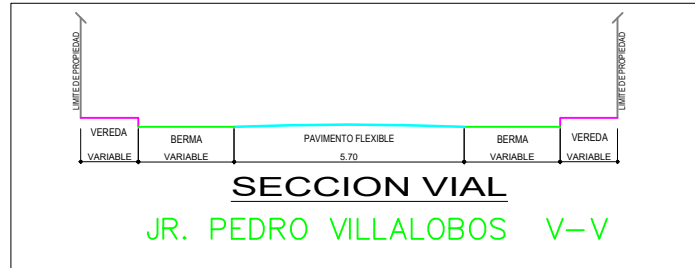 LIMITE DE PROPIEDAD
LIMITE DE PROPIEDAD
VEREDA BERMA PAVIMENTO FLEXIBLE BERMA VEREDA
VARIABLE VARIABLE 5.70 VARIABLE VARIABLE
SECCION VIAL
JR. PEDRO VILLALOBOS V-V